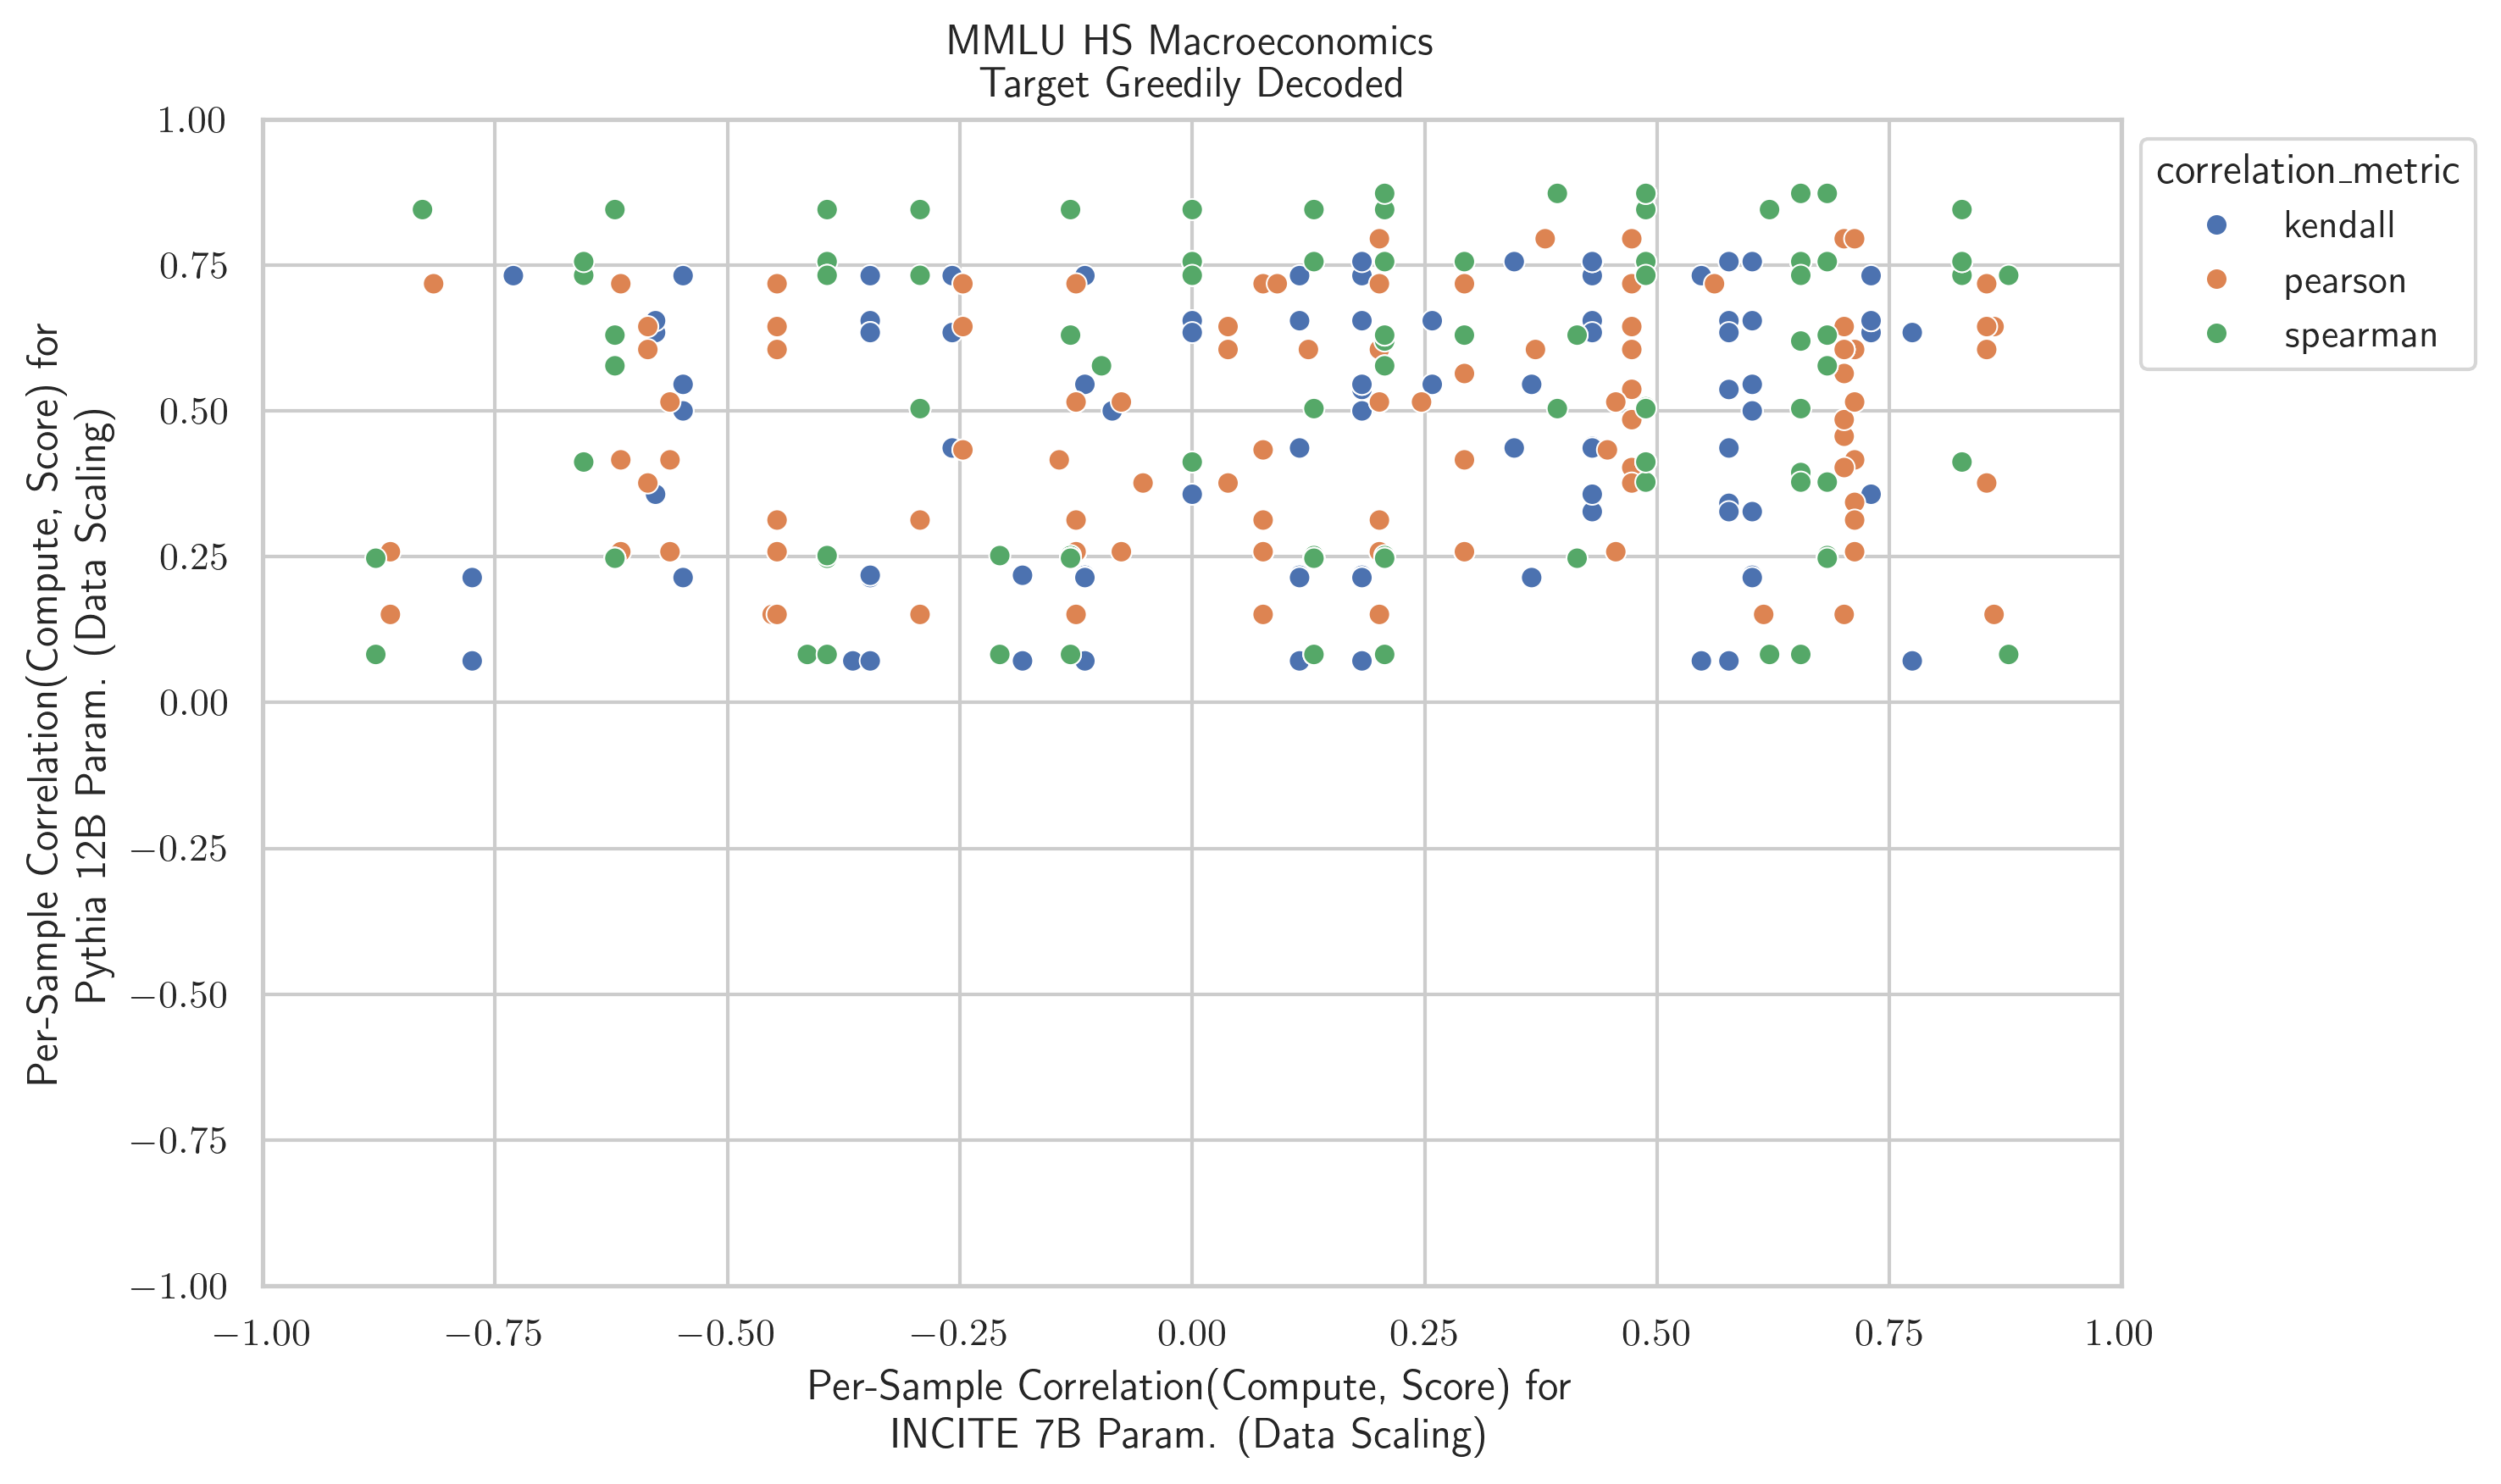 MMLU HS Macroeconomics
Target Greedily Decoded
1.00
0.75
0.50
0.25
0.00
−0.25
−0.50
−0.75
−1.00
Per-Sample Correlation(Compute, Score) for
Pythia 12B Param. (Data Scaling)
correlation_metric
kendall
pearson
spearman
−1.00 −0.75 −0.50 −0.25 0.00 0.25 0.50 0.75 1.00
Per-Sample Correlation(Compute, Score) for
INCITE 7B Param. (Data Scaling)